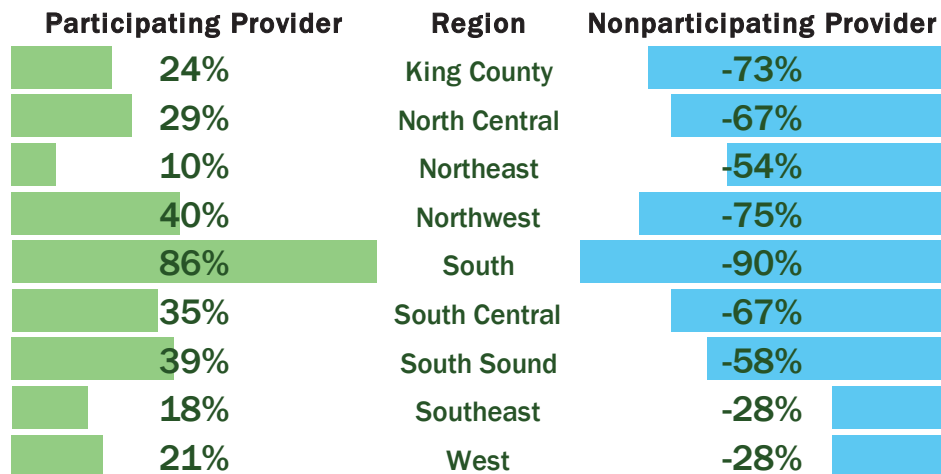 Participating Provider Region Nonparticipating Provider
24% King County -73%
29% North Central -67%
10% Northeast -54%
40% Northwest -75%
86% South -90%
35% South Central -67%
39% South Sound -58%
18% Southeast -28%
21% West -28%